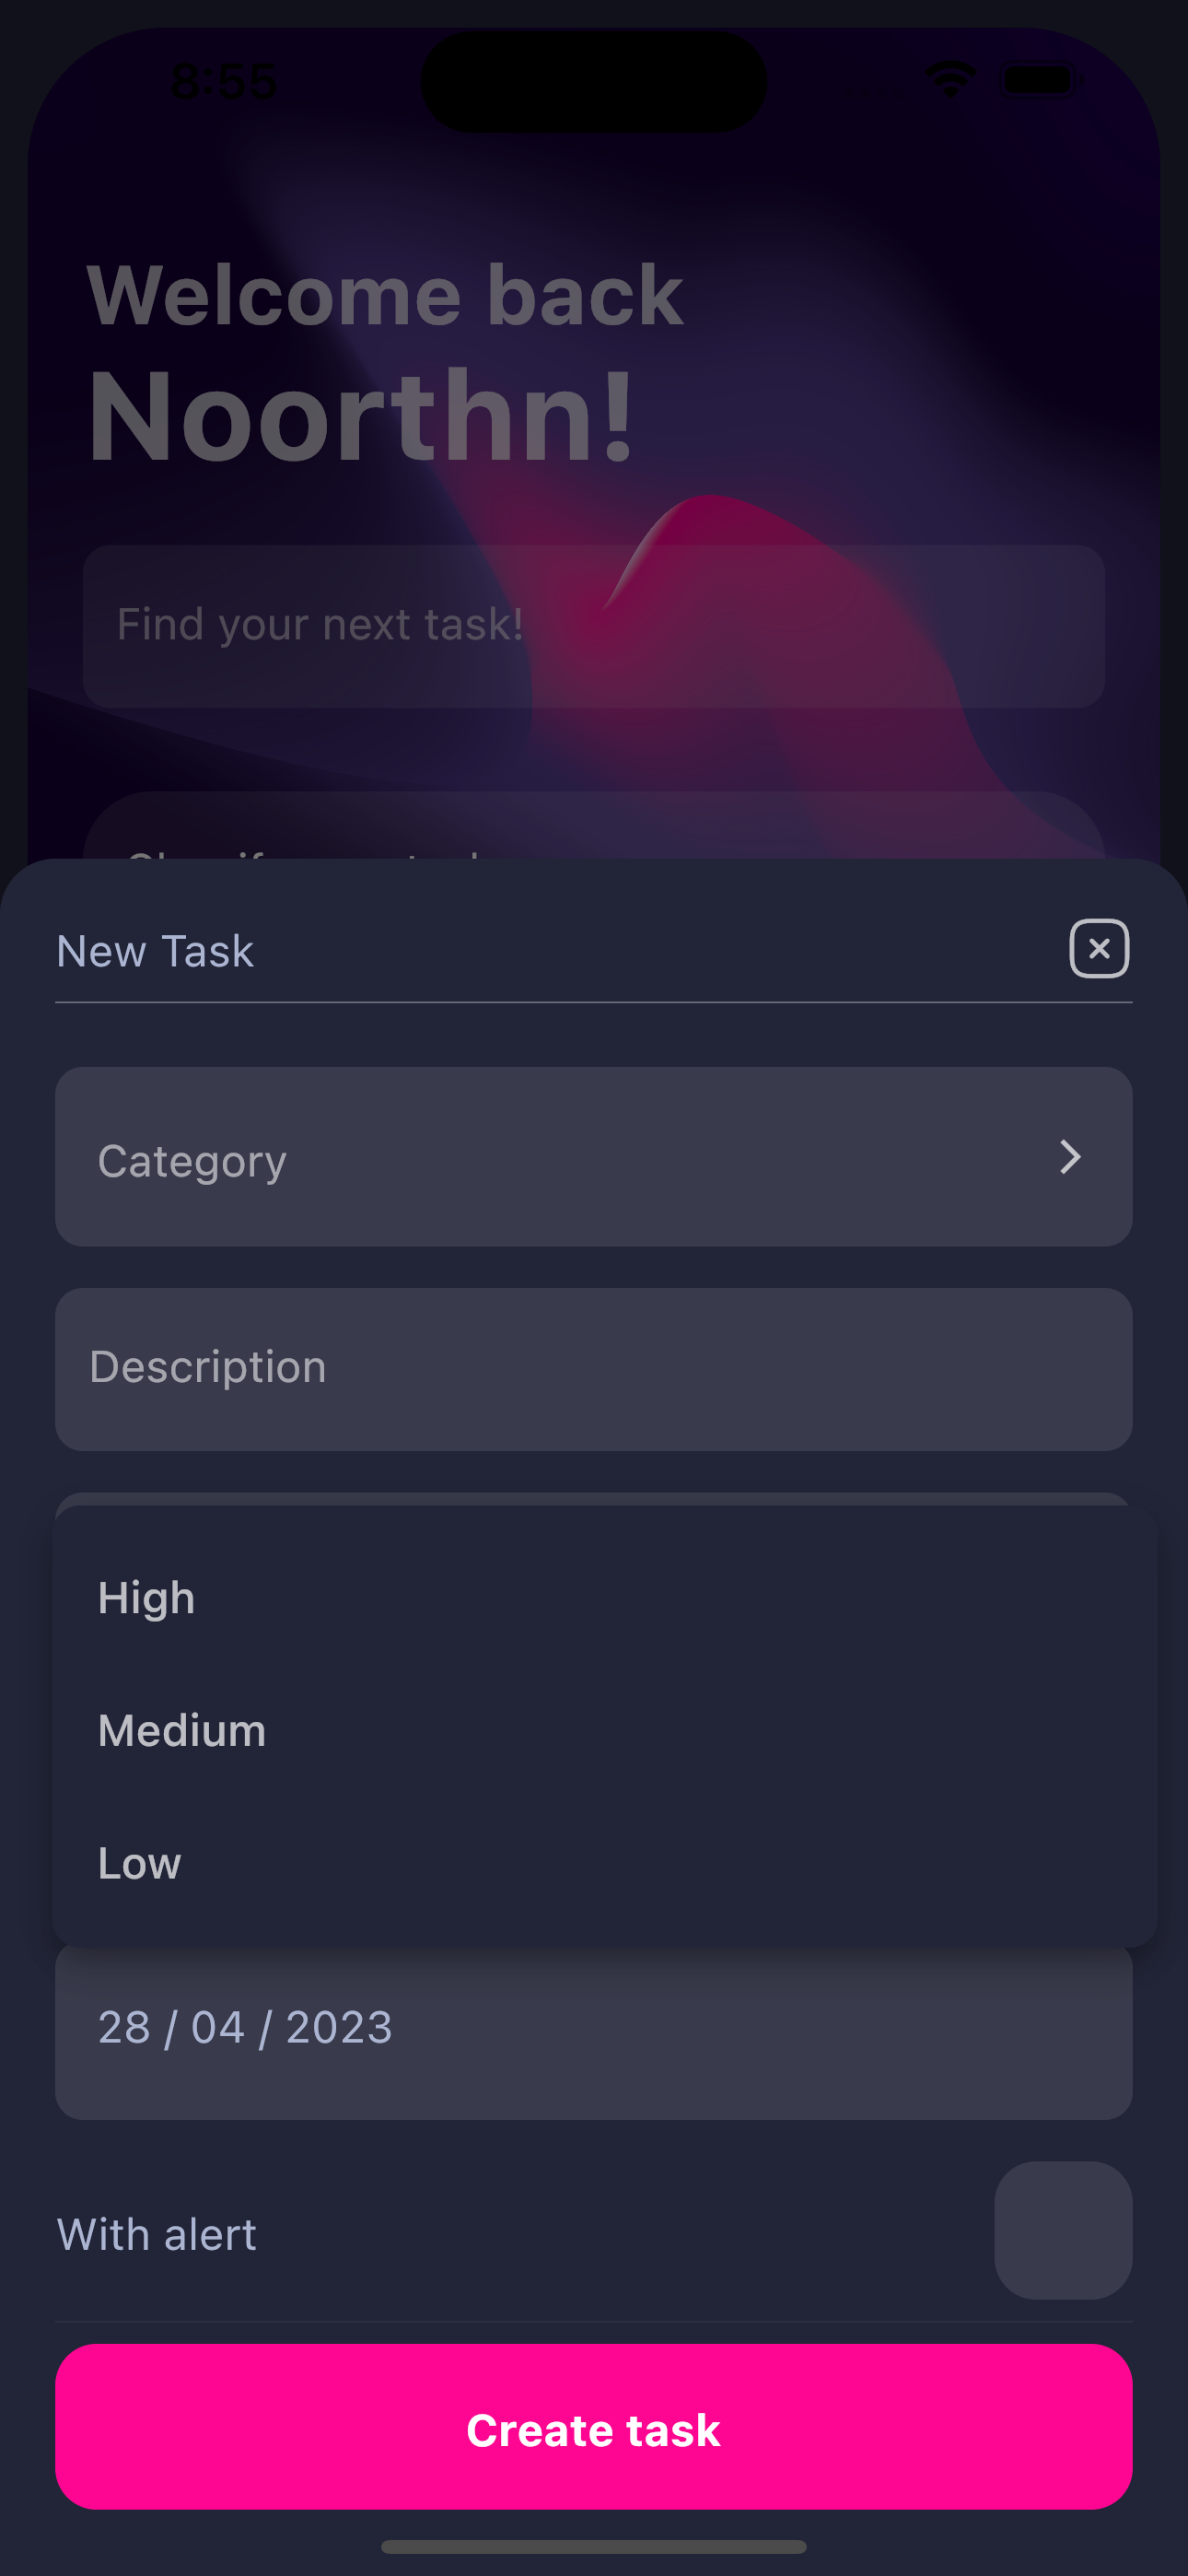 8:55
Welcome back
Noorthn!
Find your next task!
New Task
Category
Description
High
Medium
Low
28 / 04 / 2023
With alert
Create task